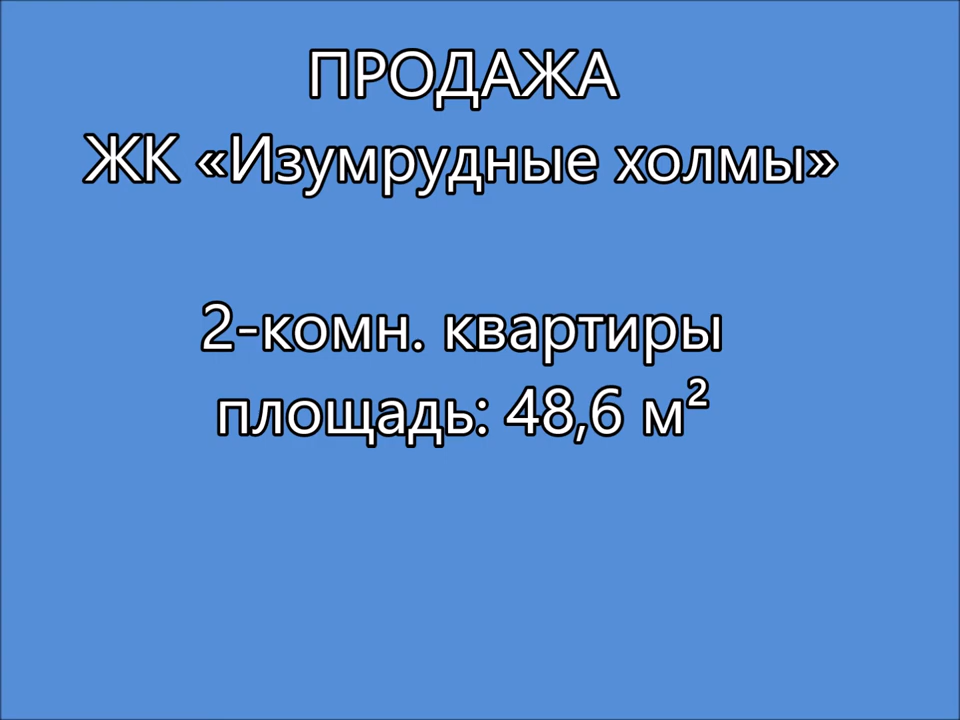 ПРОДАЖА
ЖК «Изумрудные холмы»
2-комн. квартиры
площадь: 48,6 м²